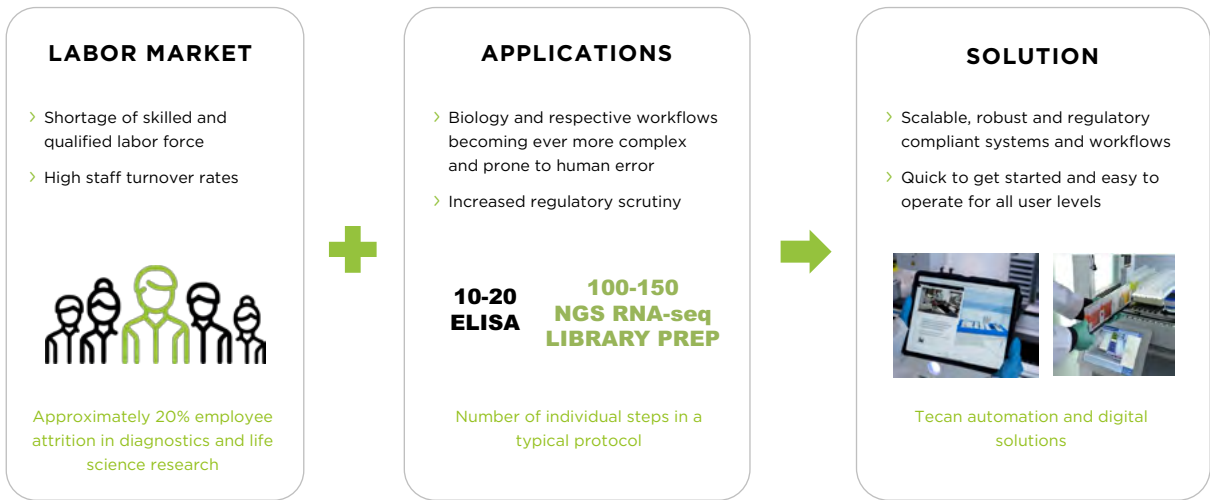 LABOR MARKET
› Shortage of skilled and
qualified labor force
› High staff turnover rates
Approximately 20% employee
attrition in diagnostics and life
science research
APPLICATIONS
› Biology and respective workflows
becoming ever more complex
and prone to human error
› Increased regulatory scrutiny
10-20
ELISA
100-150
NGS RNA-seq
LIBRARY PREP
Number of individual steps in a
typical protocol
SOLUTION
› Scalable, robust and regulatory
compliant systems and workflows
› Quick to get started and easy to
operate for all user levels
Tecan automation and digital
solutions